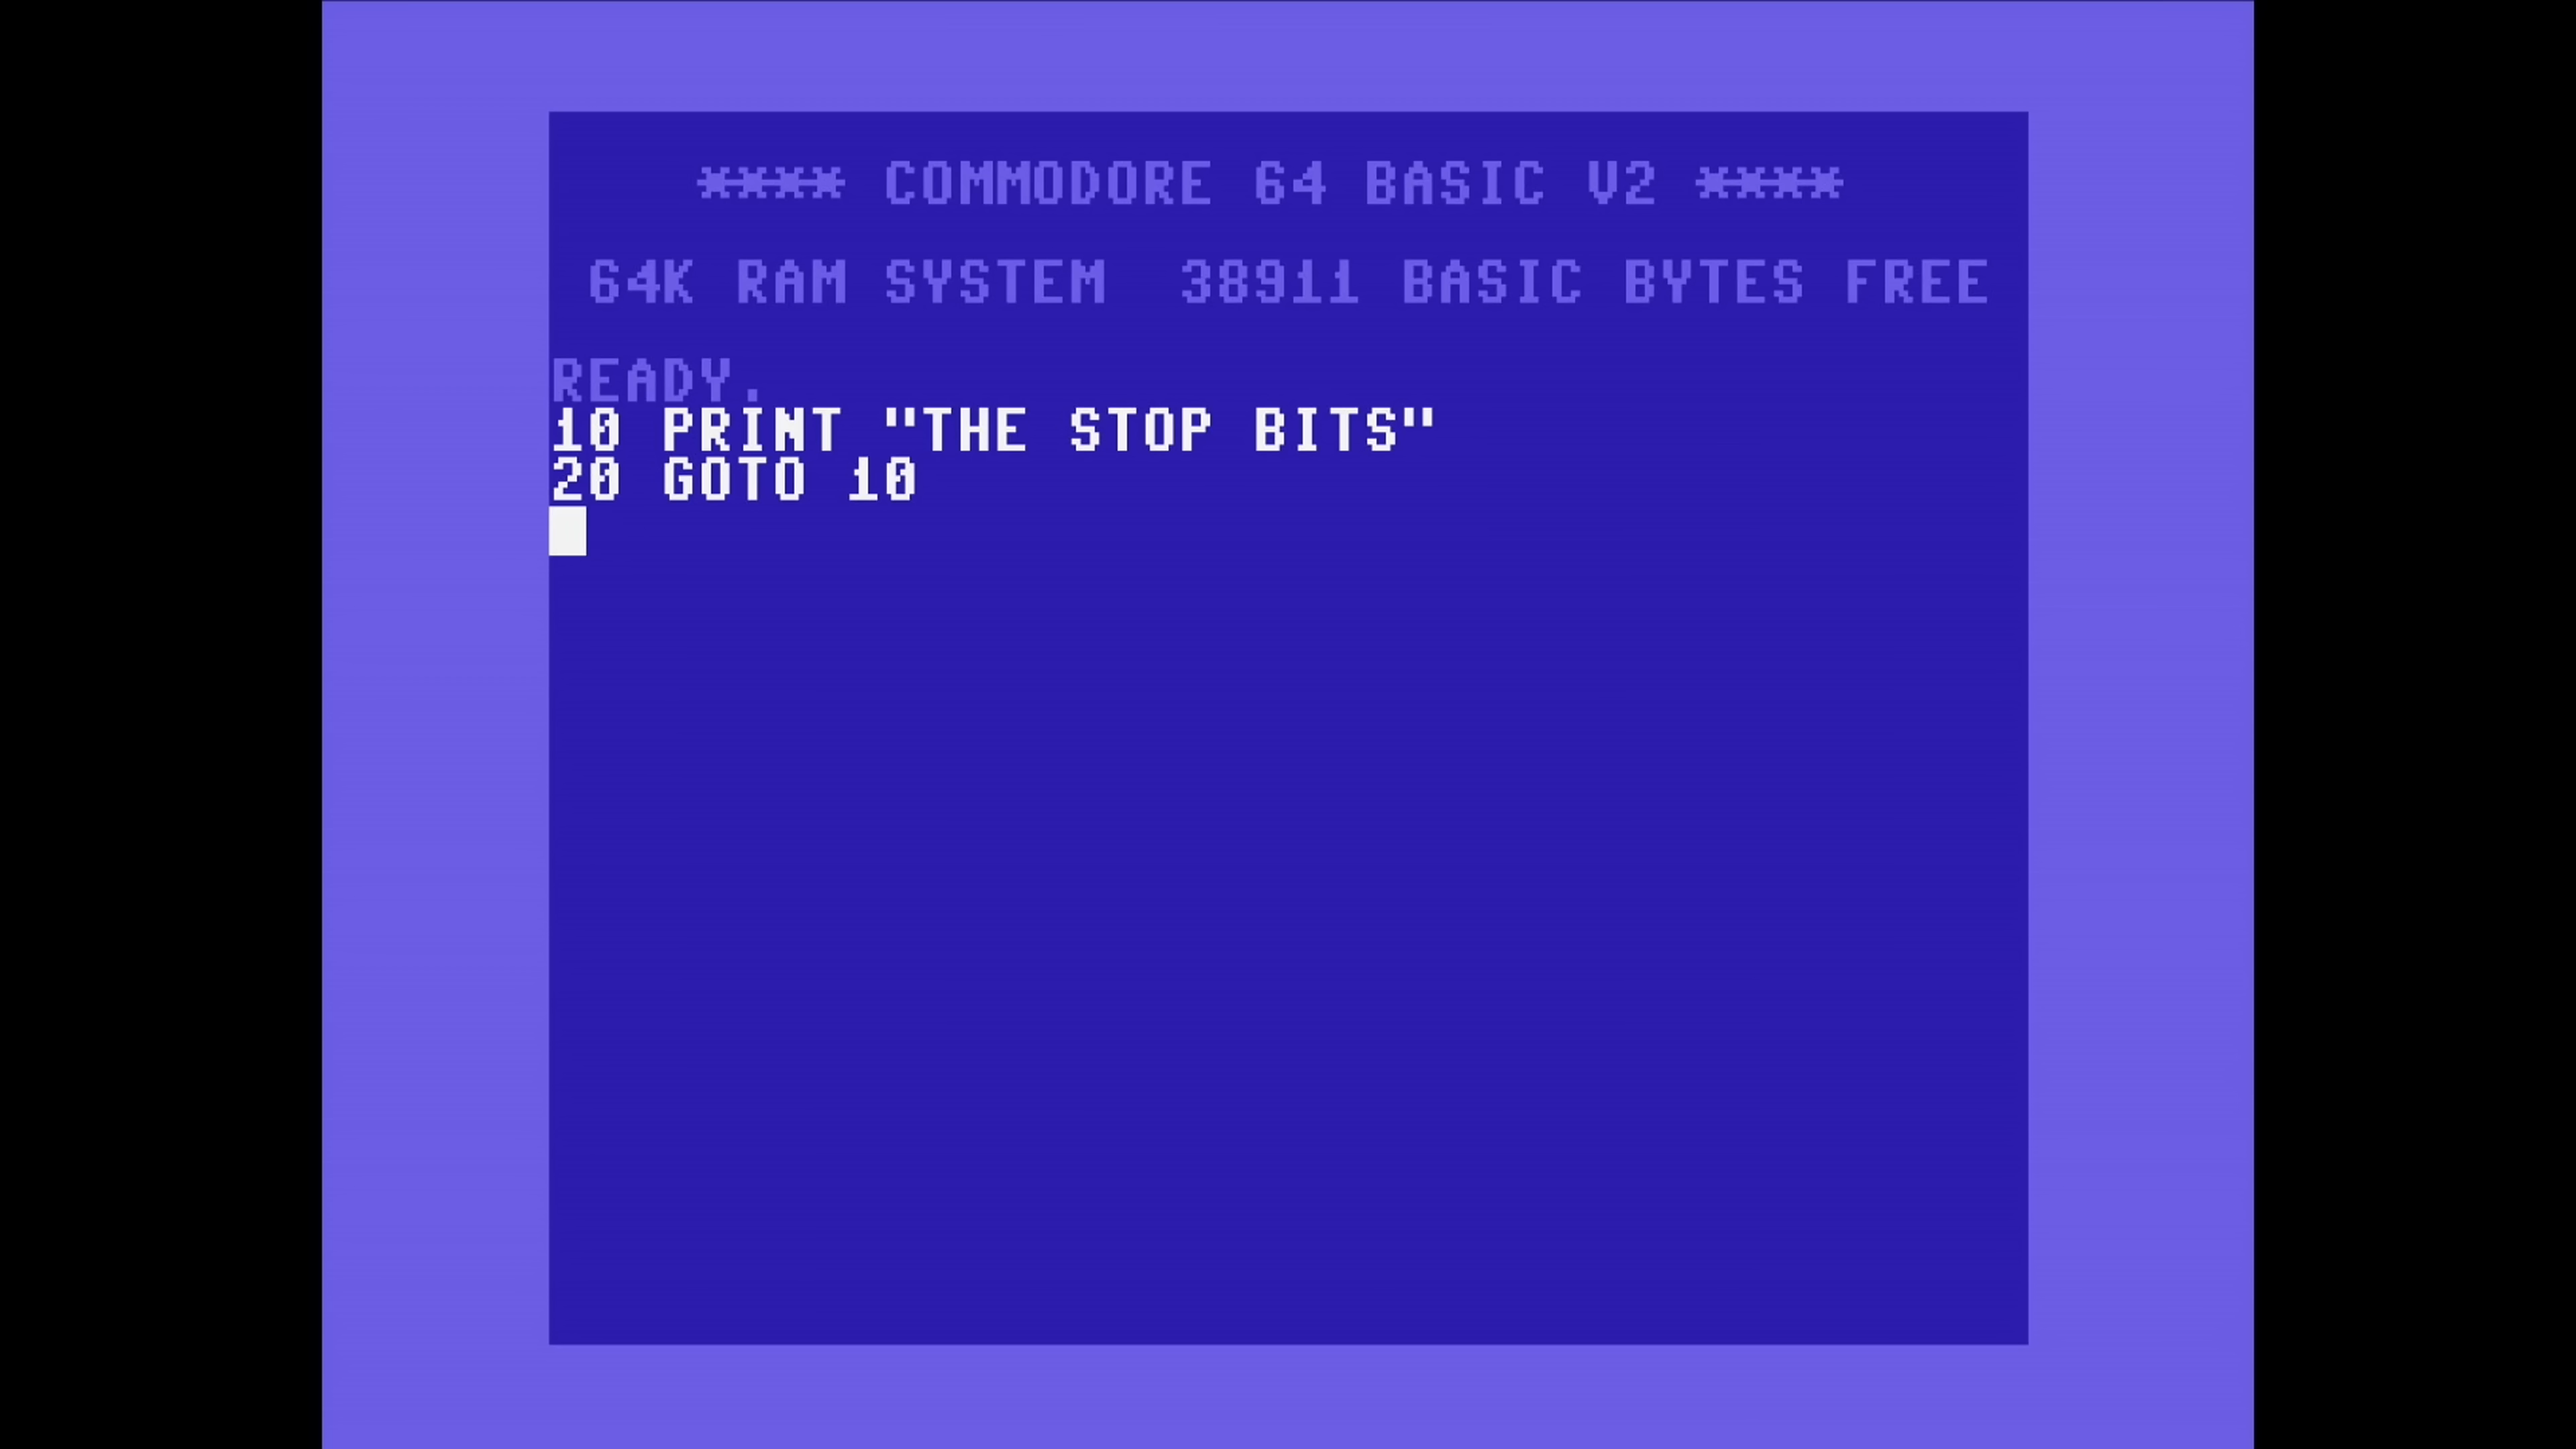 **** COMMODORE 64 BASIC V2 ****
64K RAM SYSTEM  38911 BASIC BYTES FREE
READY.
10 PRINT "THE STOP BITS"
20 GOTO 10